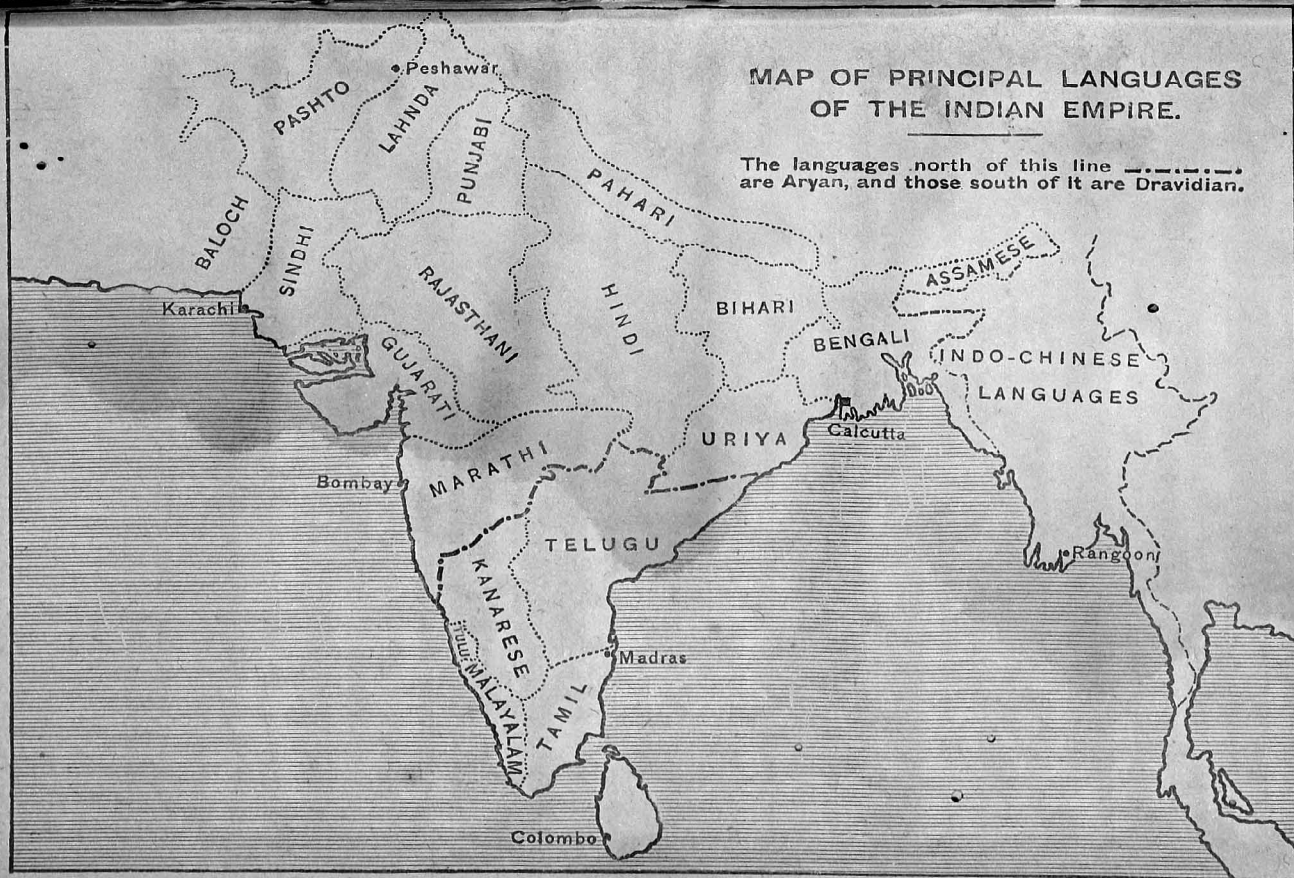 MAP OF PRINCIPAL LANGUAGES
OF THE INDIAN EMPIRE.
The languages north of this line
are Aryan, and those south of it are Dravidian.
Peshawar
PASHTO
LAHNDA
PUNJABI
PAHARI
BALOCH
SINDHI
RAJASTHANI
HINDI
BIHARI
ASSAMESE
Karachi
GUJARATI
BENGALI
INDO-CHINESE
LANGUAGES
URIYA
Calcutta
MARATHI
Bombay
TELUGU
Rangoon
KANARESE
TULU
MALAYALAM
Madras
TAMIL
Colombo